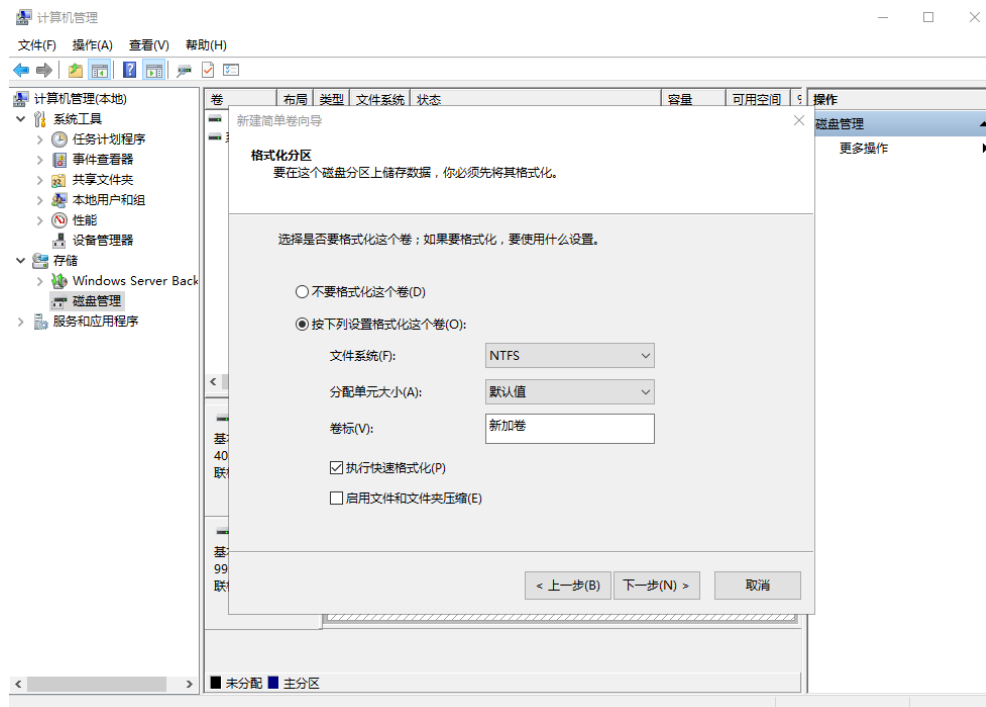 计算机管理
文件(F) 操作(A) 查看(V) 帮助(H)
计算机管理(本地)
系统工具
任务计划程序
事件查看器
共享文件夹
本地用户和组
性能
设备管理器
存储
Windows Server Back
磁盘管理
服务和应用程序
卷 布局 类型 文件系统 状态 容量 可用空间
操作
磁盘管理
更多操作
新建简单卷向导
格式化分区
要在这个磁盘分区上储存数据，你必须先将其格式化。
选择是否要格式化这个卷；如果要格式化，要使用什么设置。
不要格式化这个卷(D)
按下列设置格式化这个卷(O):
文件系统(F): NTFS
分配单元大小(A): 默认值
卷标(V): 新加卷
执行快速格式化(P)
启用文件和文件夹压缩(E)
< 上一步(B) 下一步(N) > 取消
基
40
联
基
99
联
未分配 主分区